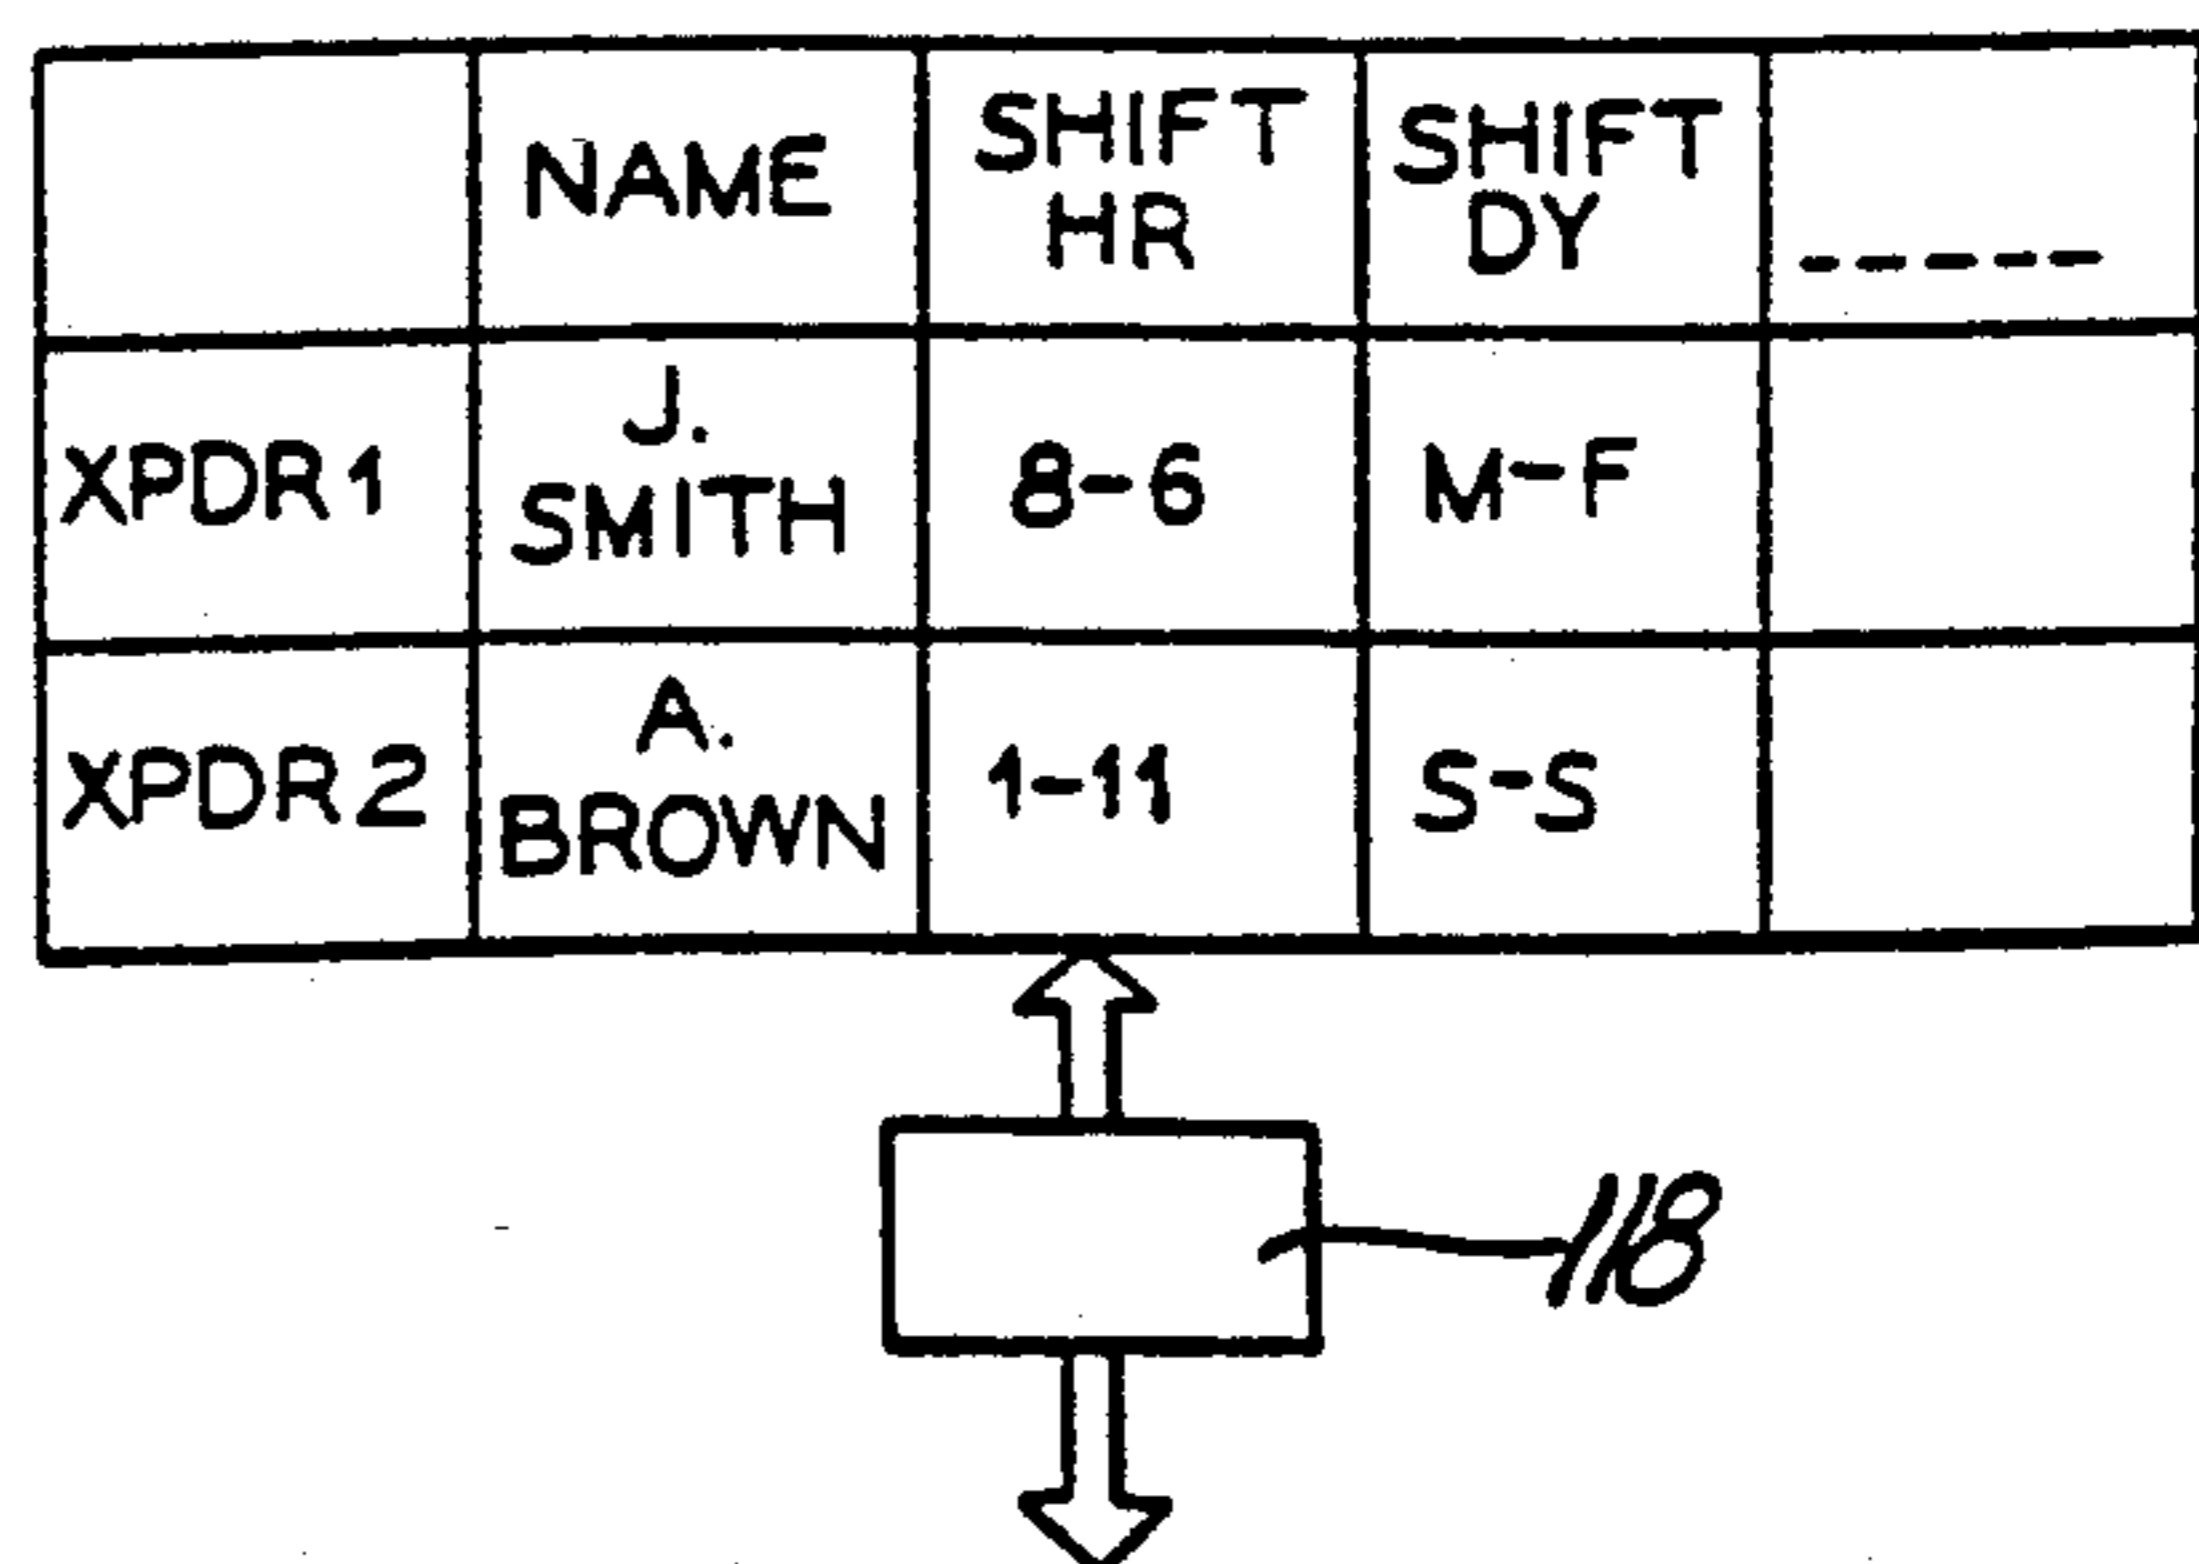 NAME SHIFT HR SHIFT DY -----
XPDR1 J. SMITH 8-6 M-F
XPDR2 A. BROWN 1-11 S-S
118